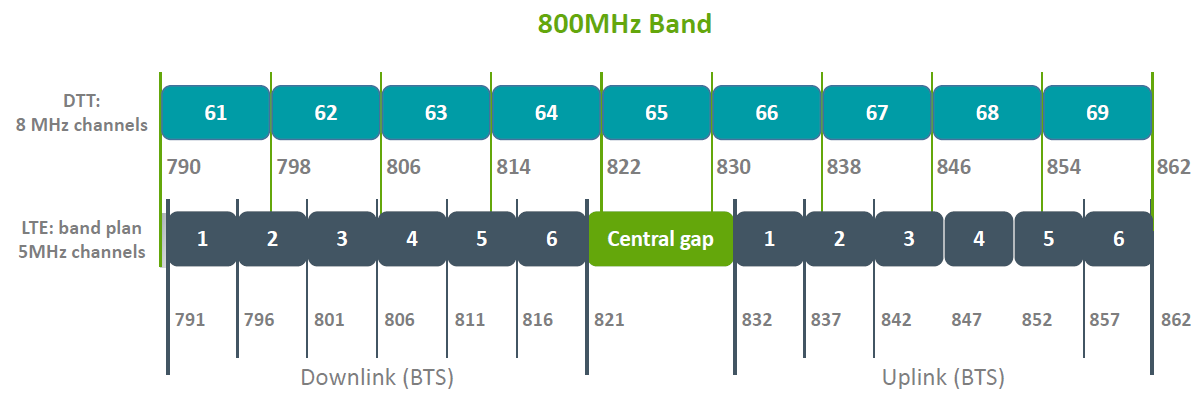 800MHz Band
DTT:
8 MHz channels
61 62 63 64 65 66 67 68 69
790 798 806 814 822 830 838 846 854 862
LTE: band plan
5MHz channels
1 2 3 4 5 6 Central gap 1 2 3 4 5 6
791 796 801 806 811 816 821 832 837 842 847 852 857 862
Downlink (BTS) Uplink (BTS)